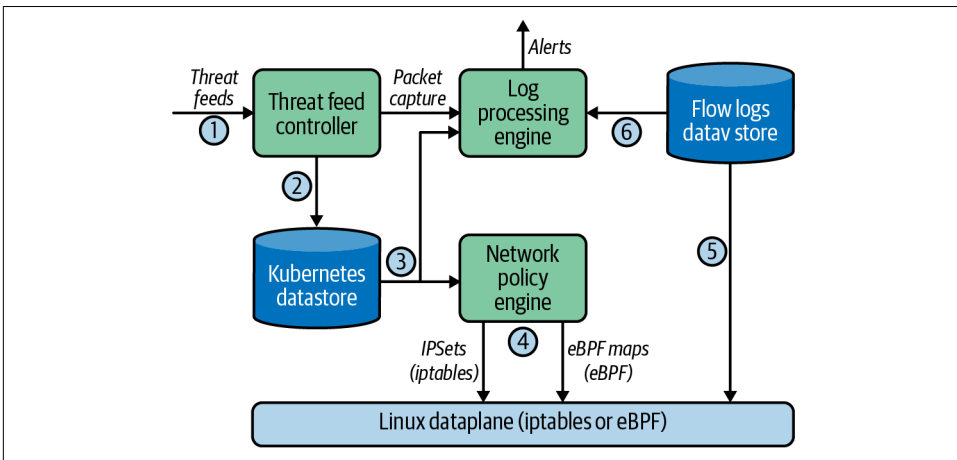 Alerts
Threat
feeds
1
Threat feed
controller
Packet
capture
Log
processing
engine
6
Flow logs
datav store
2
Kubernetes
datastore
3
Network
policy
engine
5
4
IPSets
(iptables)
eBPF maps
(eBPF)
Linux dataplane (iptables or eBPF)